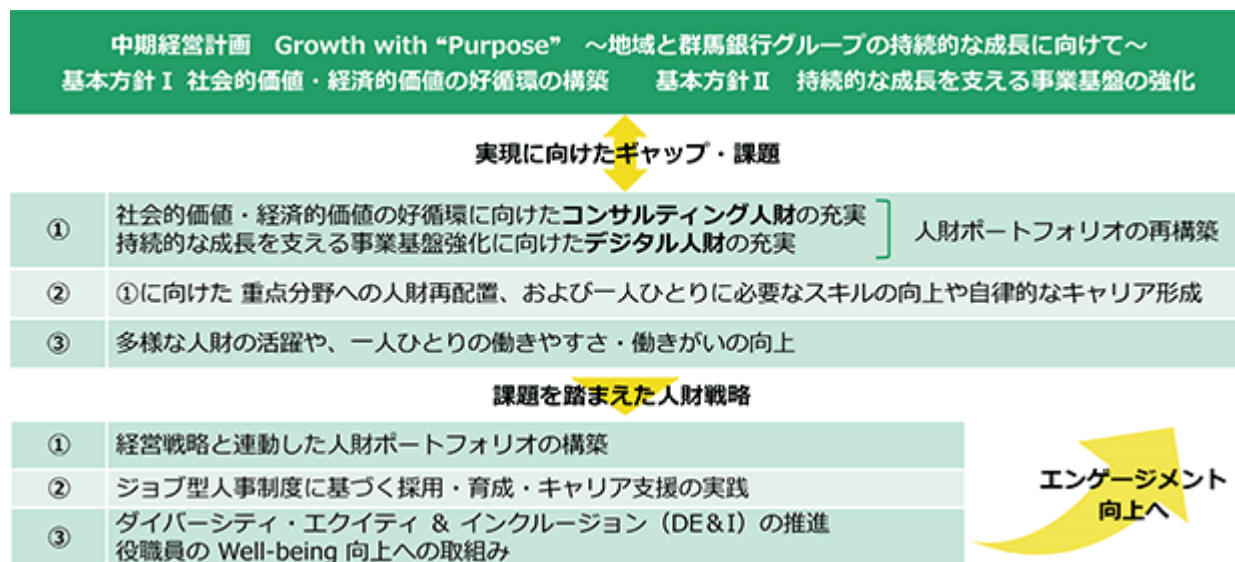 中期経営計画　Growth with “Purpose”　～地域と群馬銀行グループの持続的な成長に向けて～
基本方針Ⅰ 社会的価値・経済的価値の好循環の構築　　基本方針Ⅱ　持続的な成長を支える事業基盤の強化
実現に向けたギャップ・課題
①
社会的価値・経済的価値の好循環に向けたコンサルティング人財の充実
持続的な成長を支える事業基盤強化に向けたデジタル人財の充実
人財ポートフォリオの再構築
②
①に向けた 重点分野への人財再配置、および一人ひとりに必要なスキルの向上や自律的なキャリア形成
③
多様な人財の活躍や、一人ひとりの働きやすさ・働きがいの向上
課題を踏まえた人財戦略
①
経営戦略と連動した人財ポートフォリオの構築
②
ジョブ型人事制度に基づく採用・育成・キャリア支援の実践
③
ダイバーシティ・エクイティ ＆ インクルージョン（DE＆I）の推進
役職員の Well-being 向上への取組み
エンゲージメント
向上へ